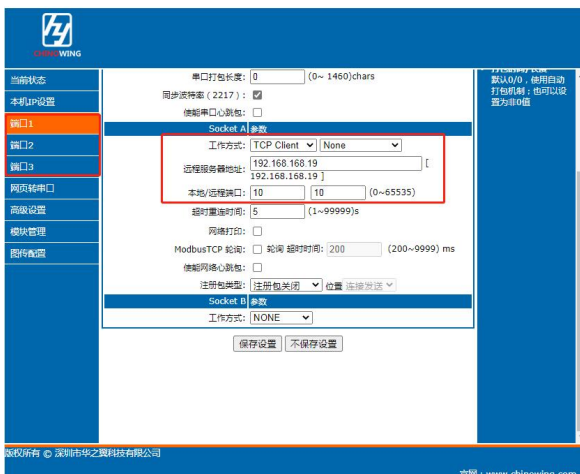 WING
当前状态
本机IP设置
端口1
端口2
端口3
网页转串口
高级设置
模块管理
图传配置
串口打包长度: 0 (0~ 1460)chars
同步波特率 ( 2217 ) :
使能串口心跳包:
Socket A 参数
工作方式: TCP Client None
远程服务器地址: 192.168.168.19 [
192.168.168.19 ]
本地/远程端口: 10 10 (0~65535)
超时重连时间: 5 (1~99999)s
网络打印:
ModbusTCP 轮询: 轮询 超时时间: 200 (200~9999) ms
使能网络心跳包:
注册包类型: 注册包关闭 位置 连接发送
Socket B 参数
工作方式: NONE
保存设置 不保存设置
默认0/0 , 使用自动
打包机制 ; 也可以设
置为非0值
版权所有 © 深圳市华之翼科技有限公司
官网 : www.chinowing.com